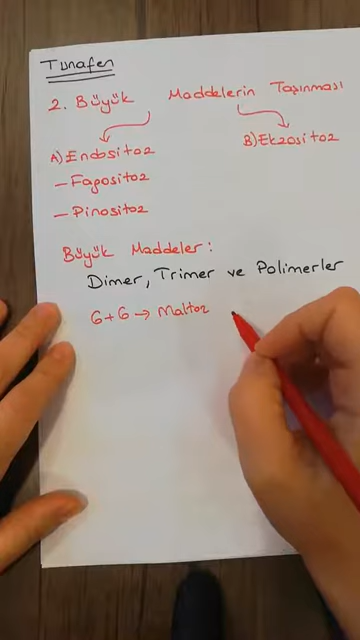 Tunafen
2. Büyük Maddelerin Taşınması
A) Endositoz
B) Ekzositoz
- Fagositoz
- Pinositoz
Büyük Maddeler:
Dimer, Trimer ve Polimerler
G+G → Maltoz